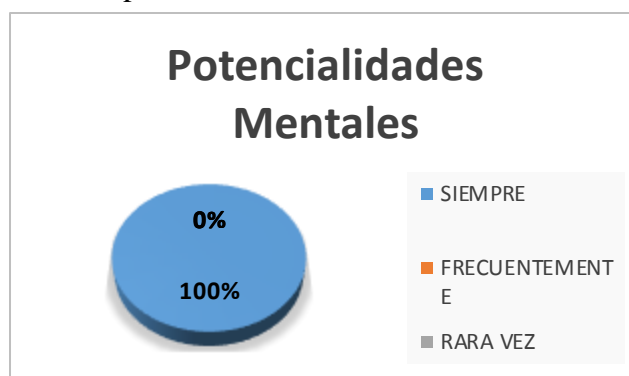 Potencialidades
Mentales
0%
100%
SIEMPRE
FRECUENTEMENT
E
RARA VEZ